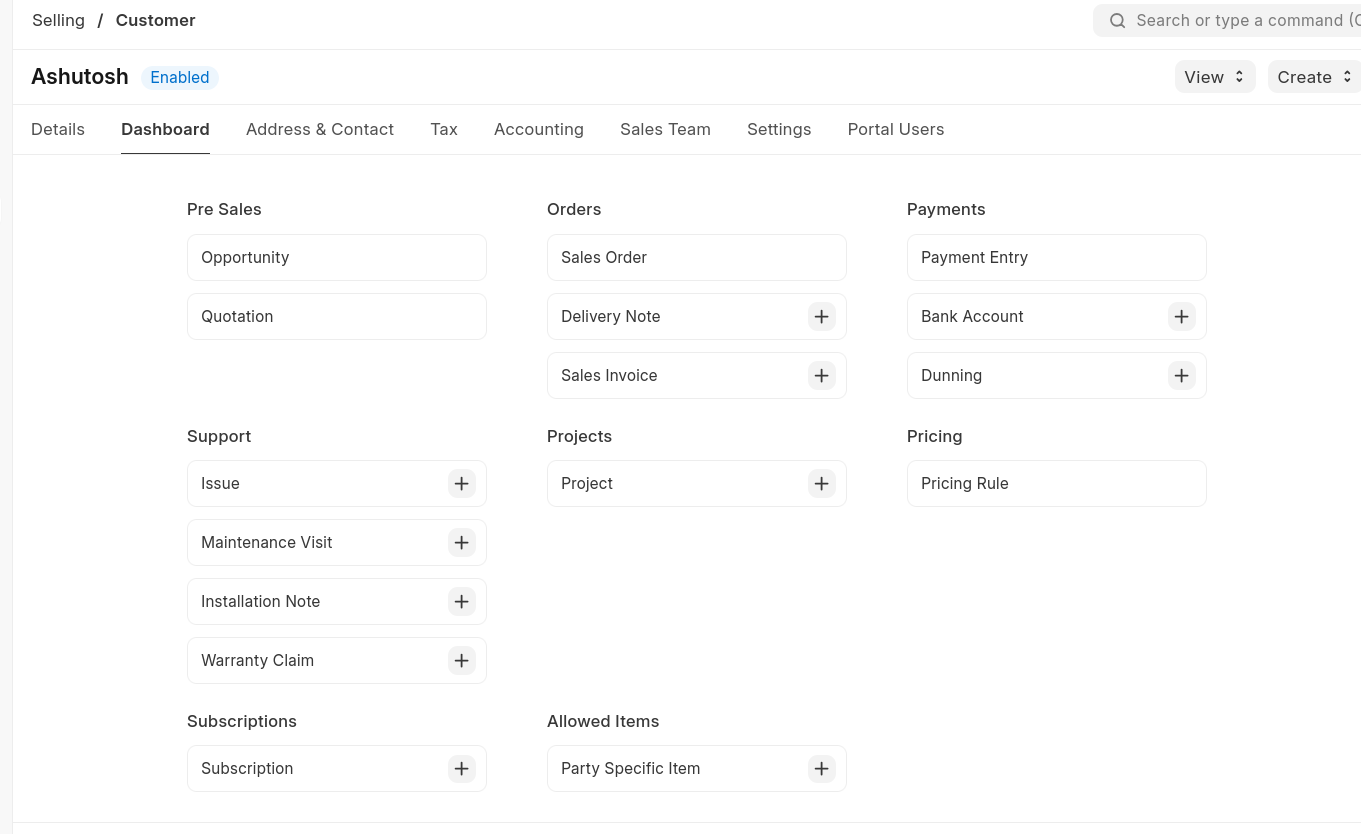 Selling / Customer
Search or type a command (C
Ashutosh Enabled
View Create
Details Dashboard Address & Contact Tax Accounting Sales Team Settings Portal Users
Pre Sales
Opportunity
Quotation
Orders
Sales Order
Delivery Note
Sales Invoice
Payments
Payment Entry
Bank Account
Dunning
Support
Issue
Maintenance Visit
Installation Note
Warranty Claim
Projects
Project
Pricing
Pricing Rule
Subscriptions
Subscription
Allowed Items
Party Specific Item